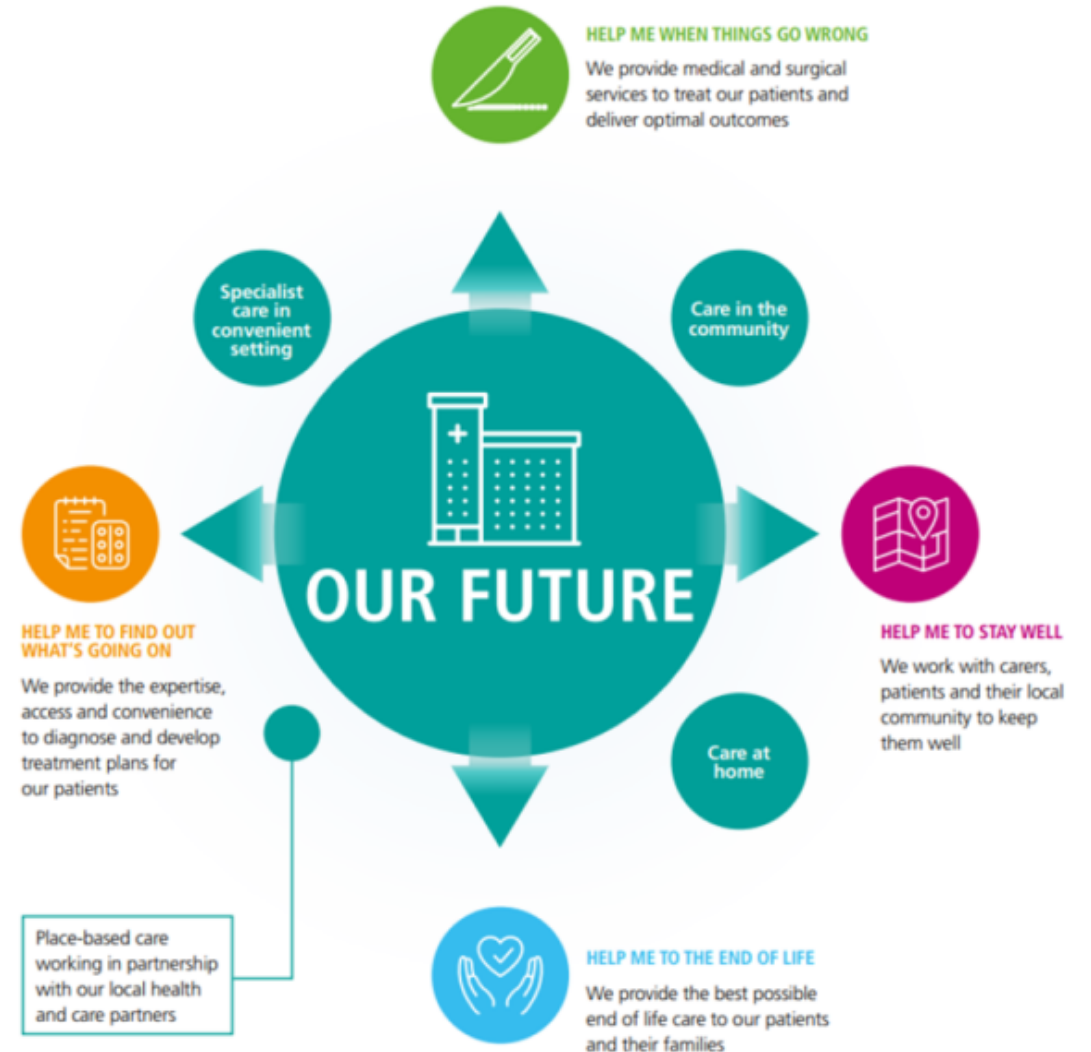 HELP ME WHEN THINGS GO WRONG
We provide medical and surgical
services to treat our patients and
deliver optimal outcomes
Specialist
care in
convenient
setting
Care in the
community
OUR FUTURE
HELP ME TO FIND OUT
WHAT'S GOING ON
We provide the expertise,
access and convenience
to diagnose and develop
treatment plans for
our patients
HELP ME TO STAY WELL
We work with carers,
patients and their local
community to keep
them well
Care at
home
Place-based care
working in partnership
with our local health
and care partners
HELP ME TO THE END OF LIFE
We provide the best possible
end of life care to our patients
and their families